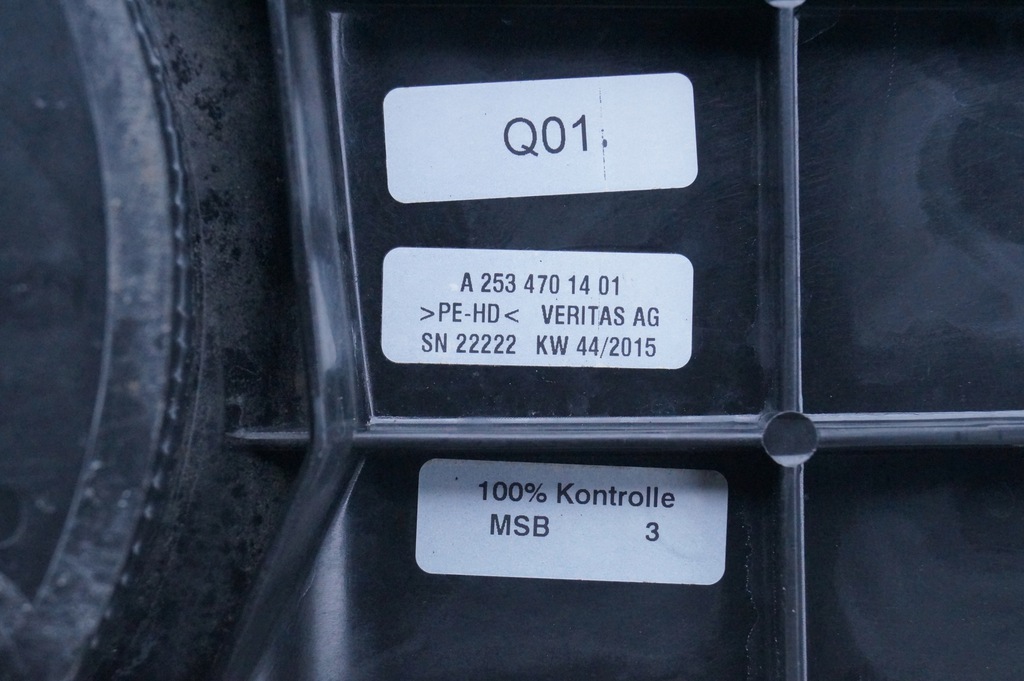 Q01
A 253 470 14 01
>PE-HD< VERITAS AG
SN 22222 KW 44/2015
100% Kontrolle
MSB 3